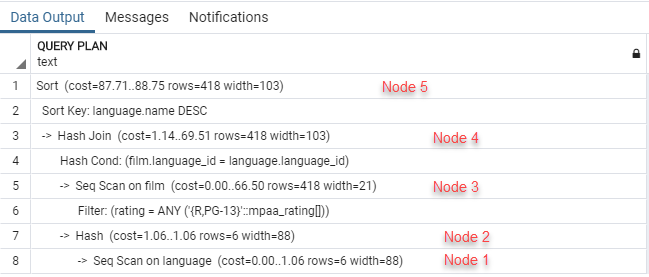 Data Output Messages Notifications
QUERY PLAN
text
1 Sort (cost=87.71..88.75 rows=418 width=103) Node 5
2 Sort Key: language.name DESC
3 -> Hash Join (cost=1.14..69.51 rows=418 width=103) Node 4
4 Hash Cond: (film.language_id = language.language_id)
5 -> Seq Scan on film (cost=0.00..66.50 rows=418 width=21) Node 3
6 Filter: (rating = ANY ('{R,PG-13}'::mpaa_rating[]))
7 -> Hash (cost=1.06..1.06 rows=6 width=88) Node 2
8 -> Seq Scan on language (cost=0.00..1.06 rows=6 width=88) Node 1